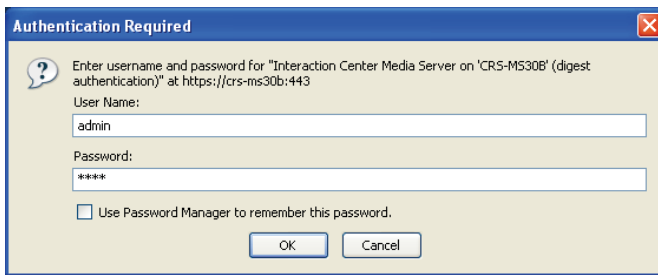 Authentication Required
Enter username and password for "Interaction Center Media Server on 'CRS-MS30B' (digest
authentication)" at https://crs-ms30b:443
User Name:
admin
Password:
****
Use Password Manager to remember this password.
OK
Cancel